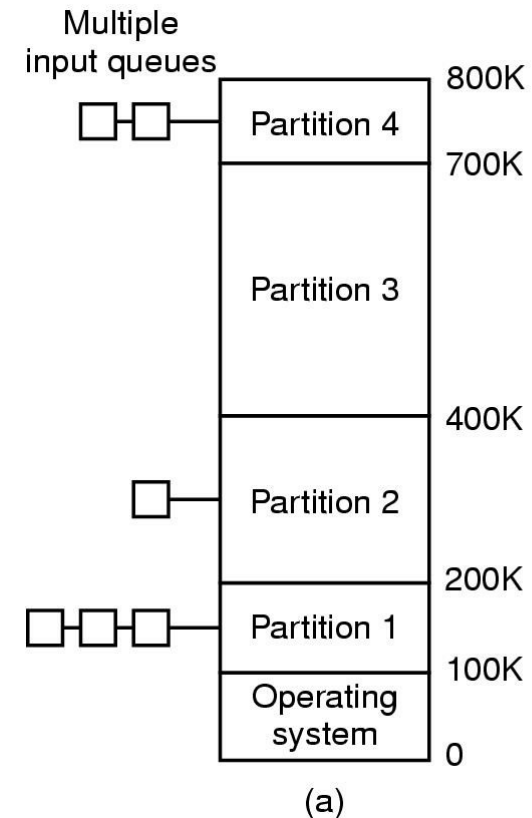 Multiple
input queues
800K
Partition 4
700K
Partition 3
400K
Partition 2
200K
Partition 1
100K
Operating
system
0
(a)